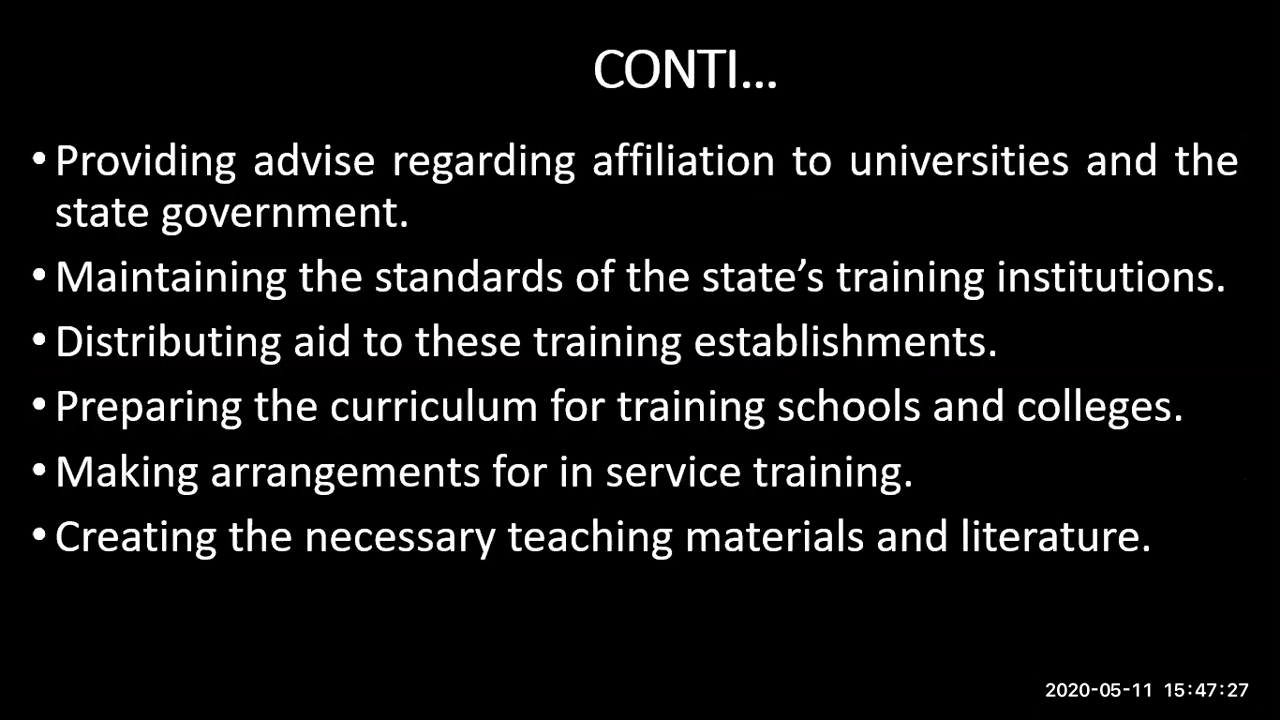 CONTI...
• Providing advise regarding affiliation to universities and the
state government.
• Maintaining the standards of the state’s training institutions.
• Distributing aid to these training establishments.
• Preparing the curriculum for training schools and colleges.
• Making arrangements for in service training.
• Creating the necessary teaching materials and literature.
2020-05-11 15:47:27